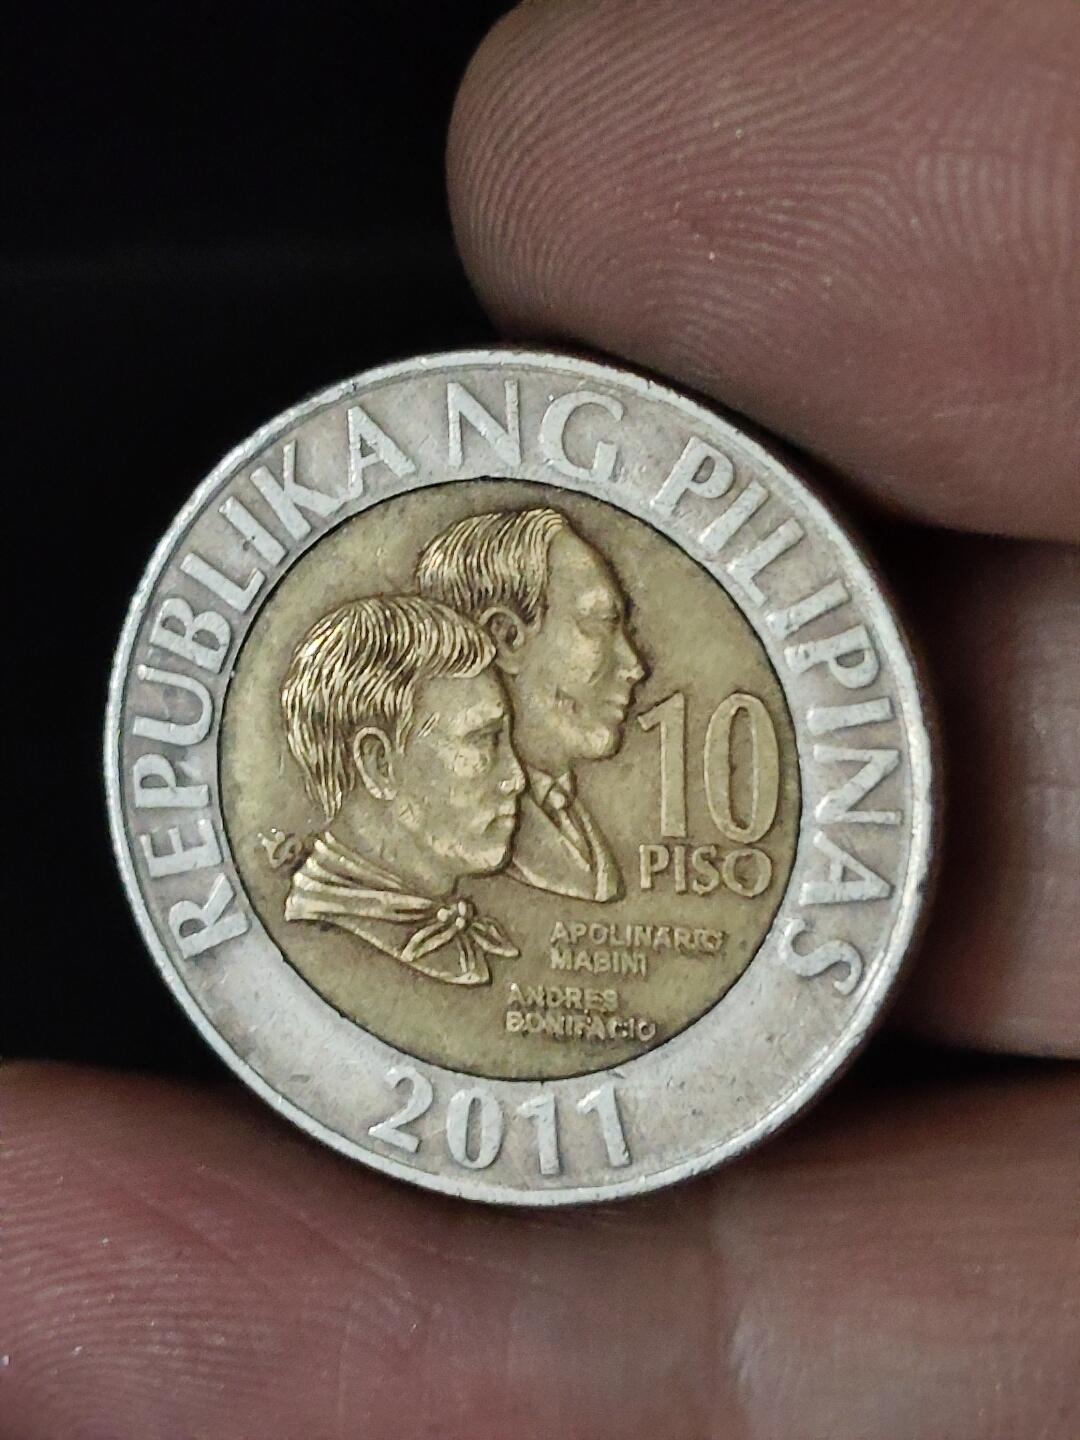 REPUBLIKA NG PILIPINAS
10
PISO
APOLINARIO
MABINI
ANDRES
BONIFACIO
2011